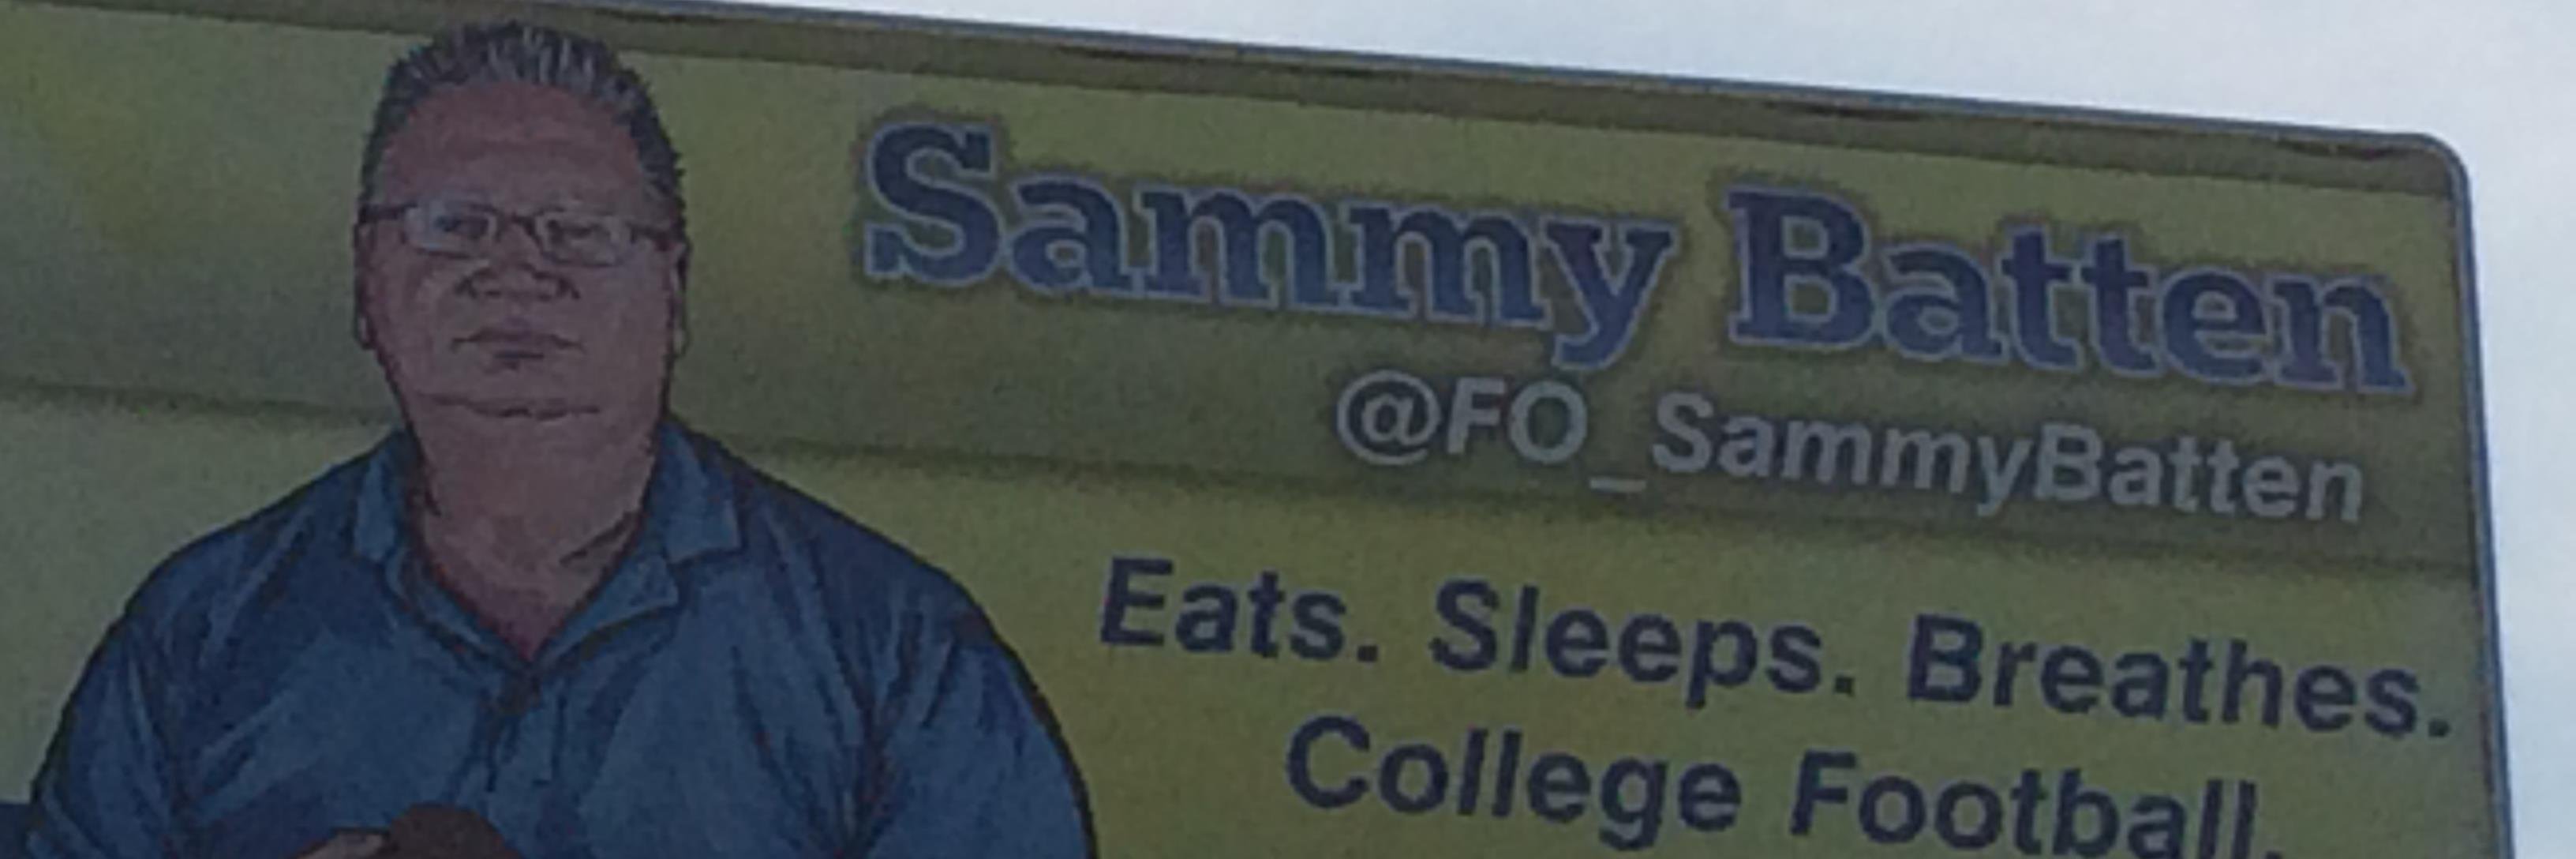 Sammy Batten
@FO_SammyBatten
Eats. Sleeps. Breathes.
College Football.